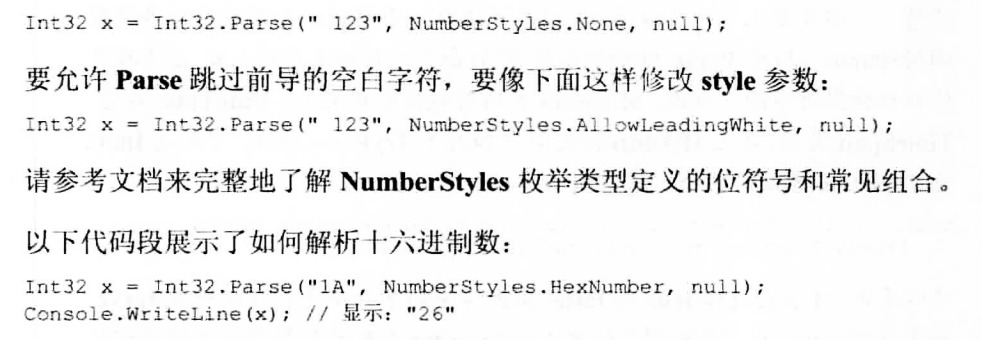 Int32 x = Int32.Parse(" 123", NumberStyles.None, null);
要允许 Parse 跳过前导的空白字符，要像下面这样修改 style 参数：
Int32 x = Int32.Parse(" 123", NumberStyles.AllowLeadingWhite, null);
请参考文档来完整地了解 NumberStyles 枚举类型定义的位符号和常见组合。
以下代码段展示了如何解析十六进制数：
Int32 x = Int32.Parse("1A", NumberStyles.HexNumber, null);
Console.WriteLine(x); // 显示："26"